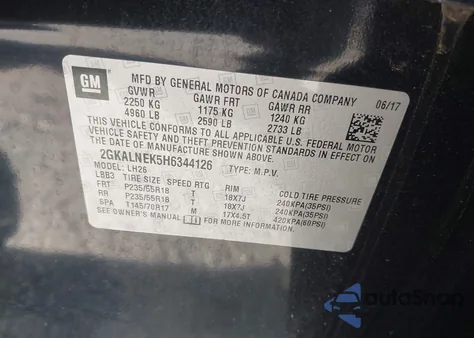 GM
MFD BY GENERAL MOTORS OF CANADA COMPANY
GVWR GAWR FRT GAWR RR 06/17
2250 KG 1175 KG 1240 KG
4960 LB 2590 LB 2733 LB
THIS VEHICLE CONFORMS TO ALL APPLICABLE U.S. FEDERAL MOTOR
VEHICLE SAFETY AND THEFT PREVENTION STANDARDS IN EFFECT ON
THE DATE OF MANUFACTURE SHOWN ABOVE.
2GKALNEK5H6344126 TYPE: M.P.V.
MODEL: LH26
LBB3 TIRE SIZE SPEED RTG RIM COLD TIRE PRESSURE
FRT P235/55R18 T 18X7J 240KPA(35PSI)
RR P235/55R18 T 18X7J 240KPA(35PSI)
SPA T145/70R17 M 17X4.5T 420KPA(60PSI)
SEE OWNER'S MANUAL FOR MORE INFORMATION.
autoSnap